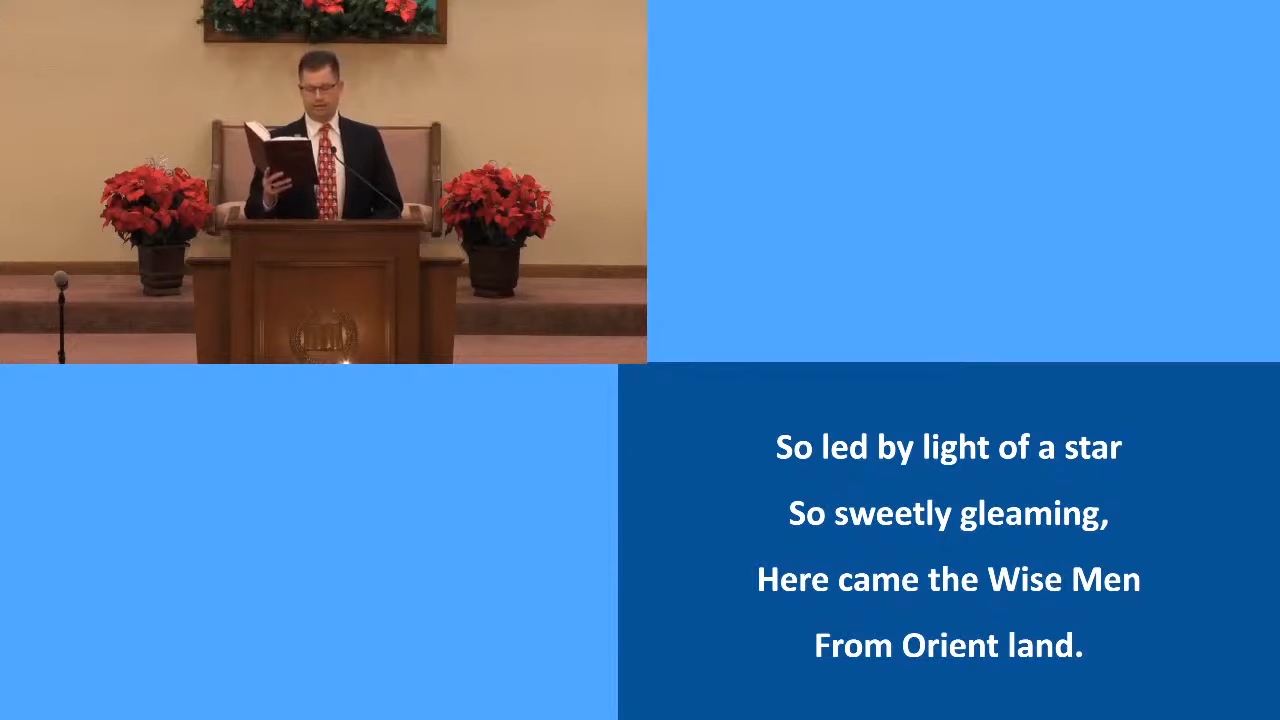 So led by light of a star
So sweetly gleaming,
Here came the Wise Men
From Orient land.